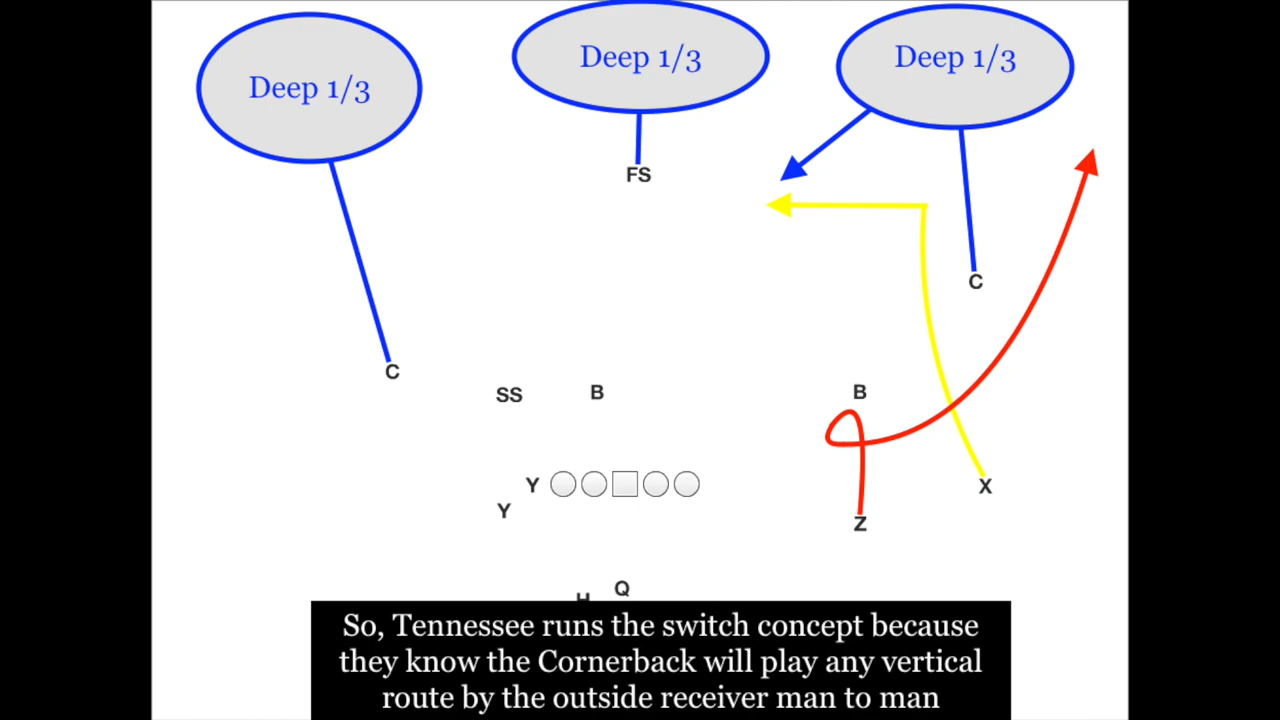 Deep 1/3
Deep 1/3
Deep 1/3
FS
C
C
SS
B
B
Y
X
Y
Z
Q
H
So, Tennessee runs the switch concept because
they know the Cornerback will play any vertical
route by the outside receiver man to man